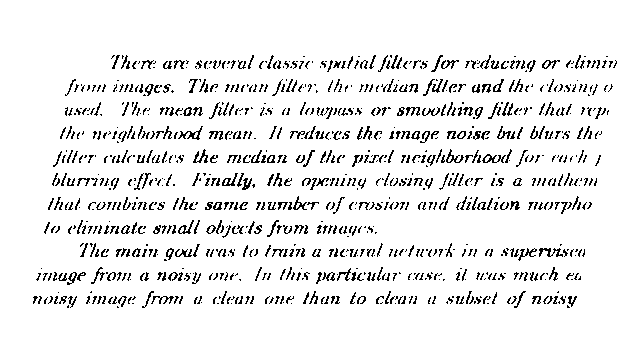 There are several classic spatial filters for reducing or elimin
from images. The mean filter, the median filter and the closing o
used. The mean filter is a lowpass or smoothing filter that repl
the neighborhood mean. It reduces the image noise but blurs the
filter calculates the median of the pixel neighborhood for each
blurring effect. Finally, the opening closing filter is a mathem
that combines the same number of erosion and dilation morpho
to eliminate small objects from images.
The main goal was to train a neural network in a supervised
image from a noisy one. In this particular case, it was much ea
noisy image from a clean one than to clean a subset of noisy